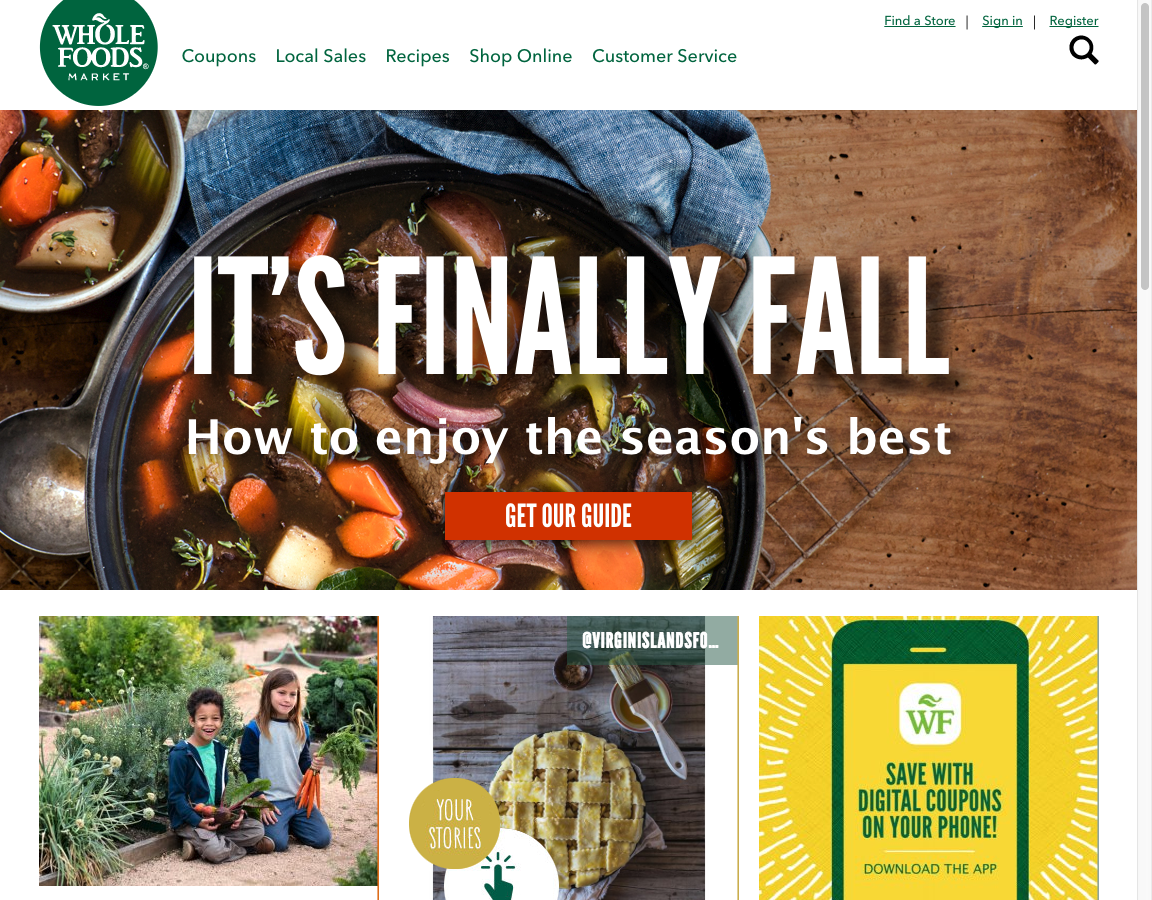 WHOLE
FOODS®
MARKET
Find a Store | Sign in | Register
Coupons Local Sales Recipes Shop Online Customer Service
IT'S FINALLY FALL
How to enjoy the season's best
GET OUR GUIDE
@VIRGINISLANDSFO...
YOUR
STORIES
WF
SAVE WITH
DIGITAL COUPONS
ON YOUR PHONE!
DOWNLOAD THE APP